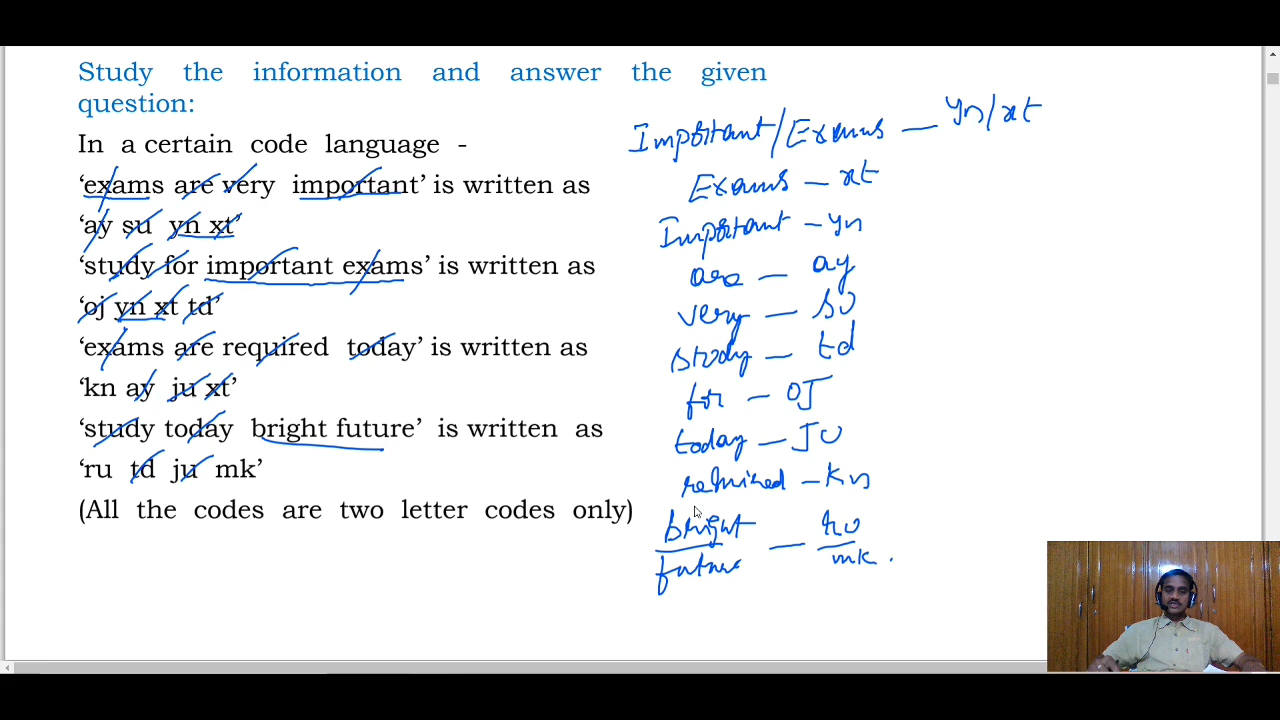 Study the information and answer the given
question:
In a certain code language -
'exams are very important' is written as
'ay su yn xt'
'study for important exams' is written as
'oj yn xt td'
'exams are required today' is written as
'kn ay ju xt'
'study today bright future' is written as
'ru td ju mk'
(All the codes are two letter codes only)
Important/Exams — yn/xt
Exams — xt
Important — yn
are — ay
very — su
study — td
for — OJ
today — JU
required — kn
bright — ru
future mk.